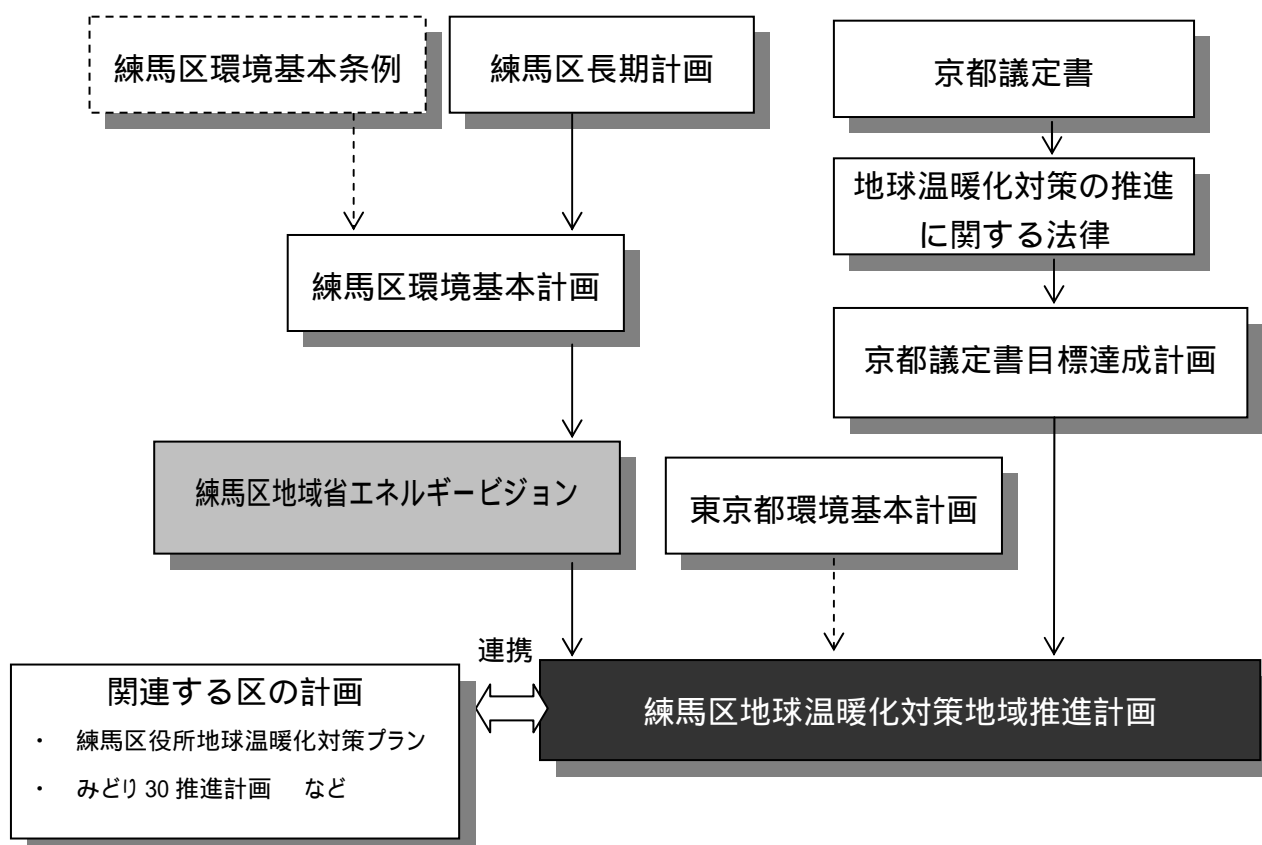 練馬区環境基本条例
練馬区長期計画
京都議定書
地球温暖化対策の推進
に関する法律
練馬区環境基本計画
京都議定書目標達成計画
練馬区地域省エネルギービジョン
東京都環境基本計画
連携
関連する区の計画
・ 練馬区役所地球温暖化対策プラン
・ みどり 30 推進計画 など
練馬区地球温暖化対策地域推進計画